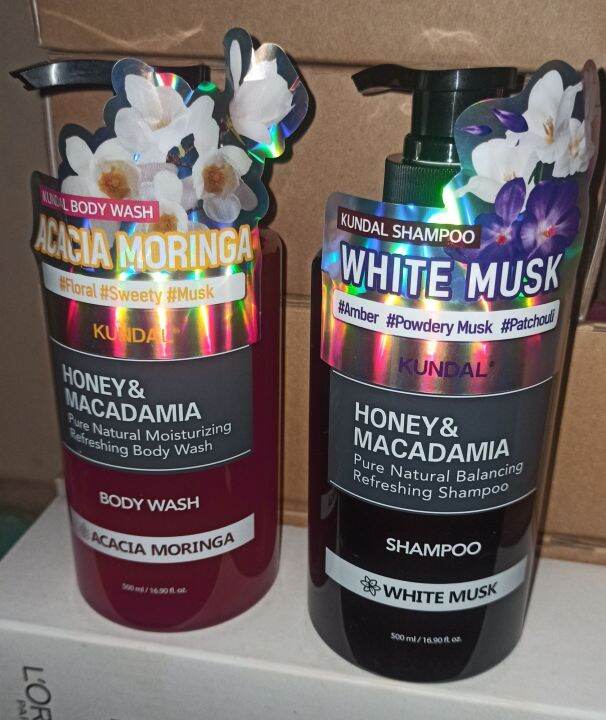 KUNDAL BODY WASH
ACACIA MORINGA
#Floral #Sweety #Musk
KUNDAL®
HONEY&
MACADAMIA
Pure Natural Moisturizing
Refreshing Body Wash
BODY WASH
ACACIA MORINGA
500 ml / 16.90 fl. oz.
KUNDAL SHAMPOO
WHITE MUSK
#Amber #Powdery Musk #Patchouli
KUNDAL®
HONEY&
MACADAMIA
Pure Natural Balancing
Refreshing Shampoo
SHAMPOO
WHITE MUSK
500 ml / 16.90 fl. oz.
L'OR
PA